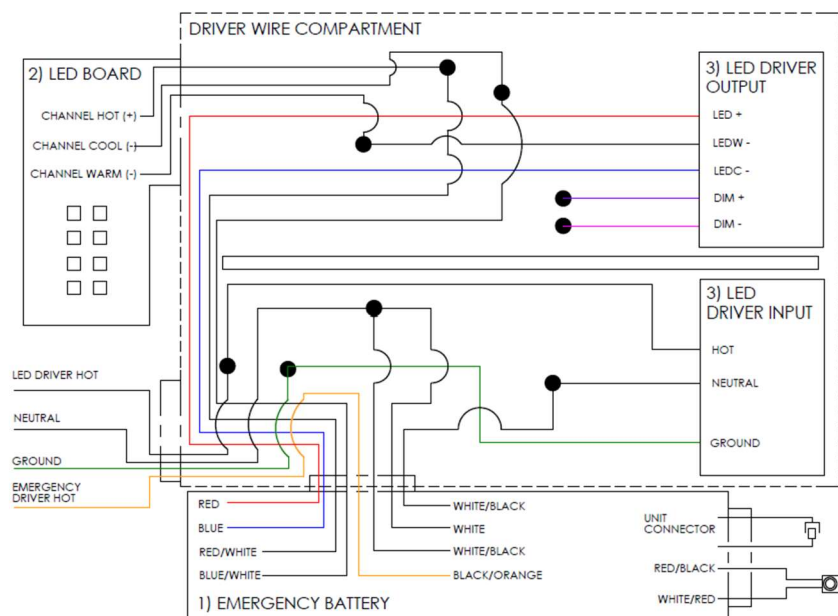 DRIVER WIRE COMPARTMENT
2) LED BOARD
CHANNEL HOT (+)
CHANNEL COOL (-)
CHANNEL WARM (-)
3) LED DRIVER
OUTPUT
LED +
LEDW -
LEDC -
DIM +
DIM -
3) LED
DRIVER INPUT
HOT
NEUTRAL
GROUND
LED DRIVER HOT
NEUTRAL
GROUND
EMERGENCY
DRIVER HOT
RED
BLUE
RED/WHITE
BLUE/WHITE
WHITE/BLACK
WHITE
WHITE/BLACK
BLACK/ORANGE
UNIT
CONNECTOR
RED/BLACK
WHITE/RED
1) EMERGENCY BATTERY